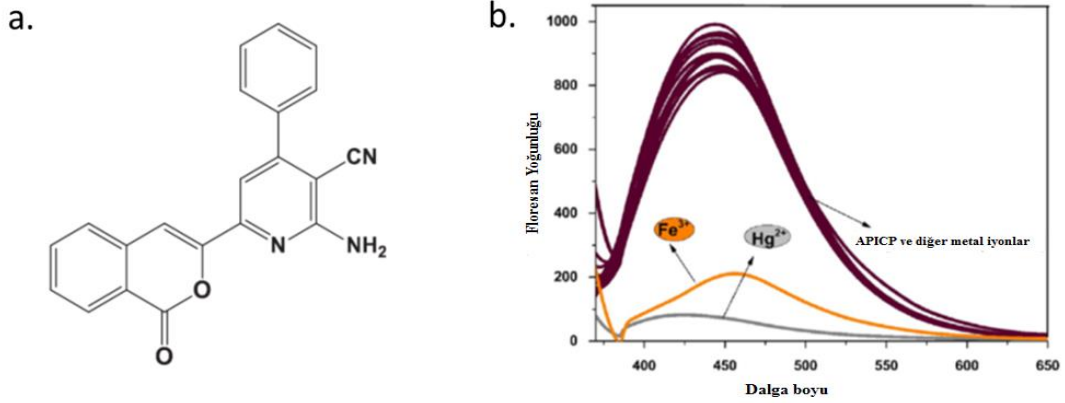 a.
CN
N
NH₂
O
O
b.
1000
800
600
400
200
0
Floresan Yoğunluğu
Fe³⁺
Hg²⁺
APICP ve diğer metal iyonlar
400
450
500
550
600
650
Dalga boyu